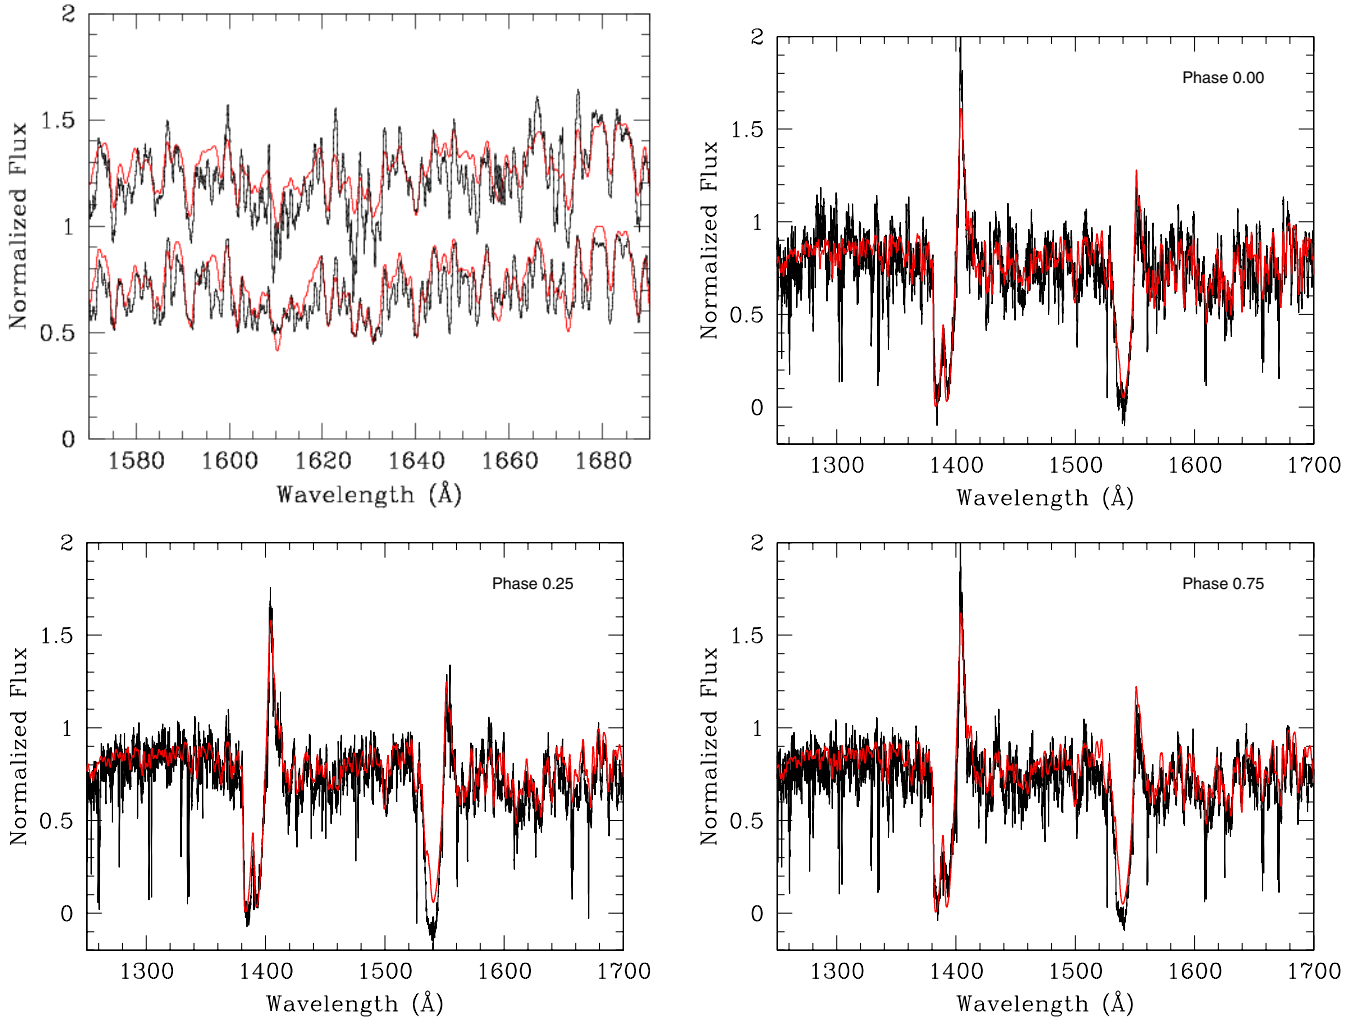 2
1.5
1
0.5
0
Normalized Flux
1580 1600 1620 1640 1660 1680
Wavelength (Å)
Phase 0.00
2
1.5
1
0.5
0
Normalized Flux
1300 1400 1500 1600 1700
Wavelength (Å)
Phase 0.25
2
1.5
1
0.5
0
Normalized Flux
1300 1400 1500 1600 1700
Wavelength (Å)
Phase 0.75
2
1.5
1
0.5
0
Normalized Flux
1300 1400 1500 1600 1700
Wavelength (Å)